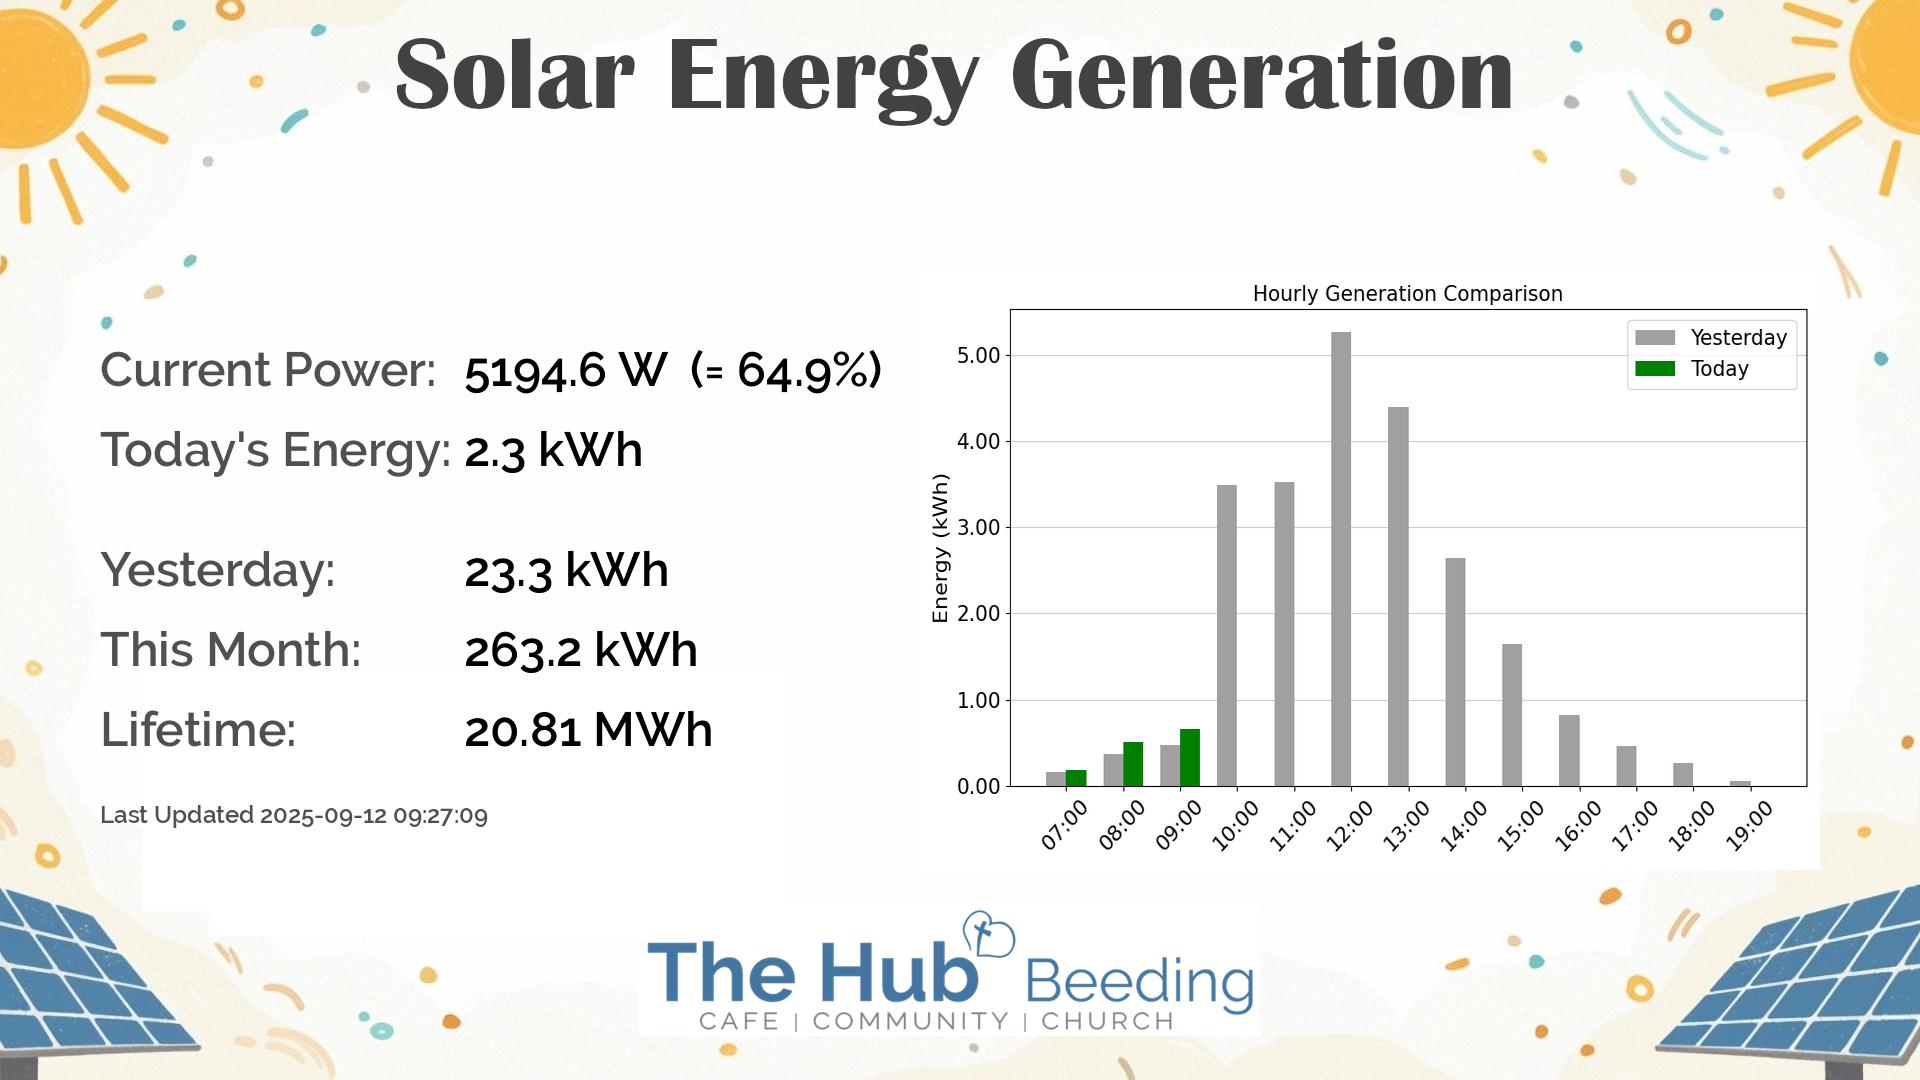 Solar Energy Generation
Current Power: 5194.6 W (= 64.9%)
Today's Energy: 2.3 kWh
Yesterday: 23.3 kWh
This Month: 263.2 kWh
Lifetime: 20.81 MWh
Last Updated 2025-09-12 09:27:09
Hourly Generation Comparison
Yesterday
Today
Energy (kWh)
5.00
4.00
3.00
2.00
1.00
0.00
07:00 08:00 09:00 10:00 11:00 12:00 13:00 14:00 15:00 16:00 17:00 18:00 19:00
The Hub Beeding
CAFE | COMMUNITY | CHURCH